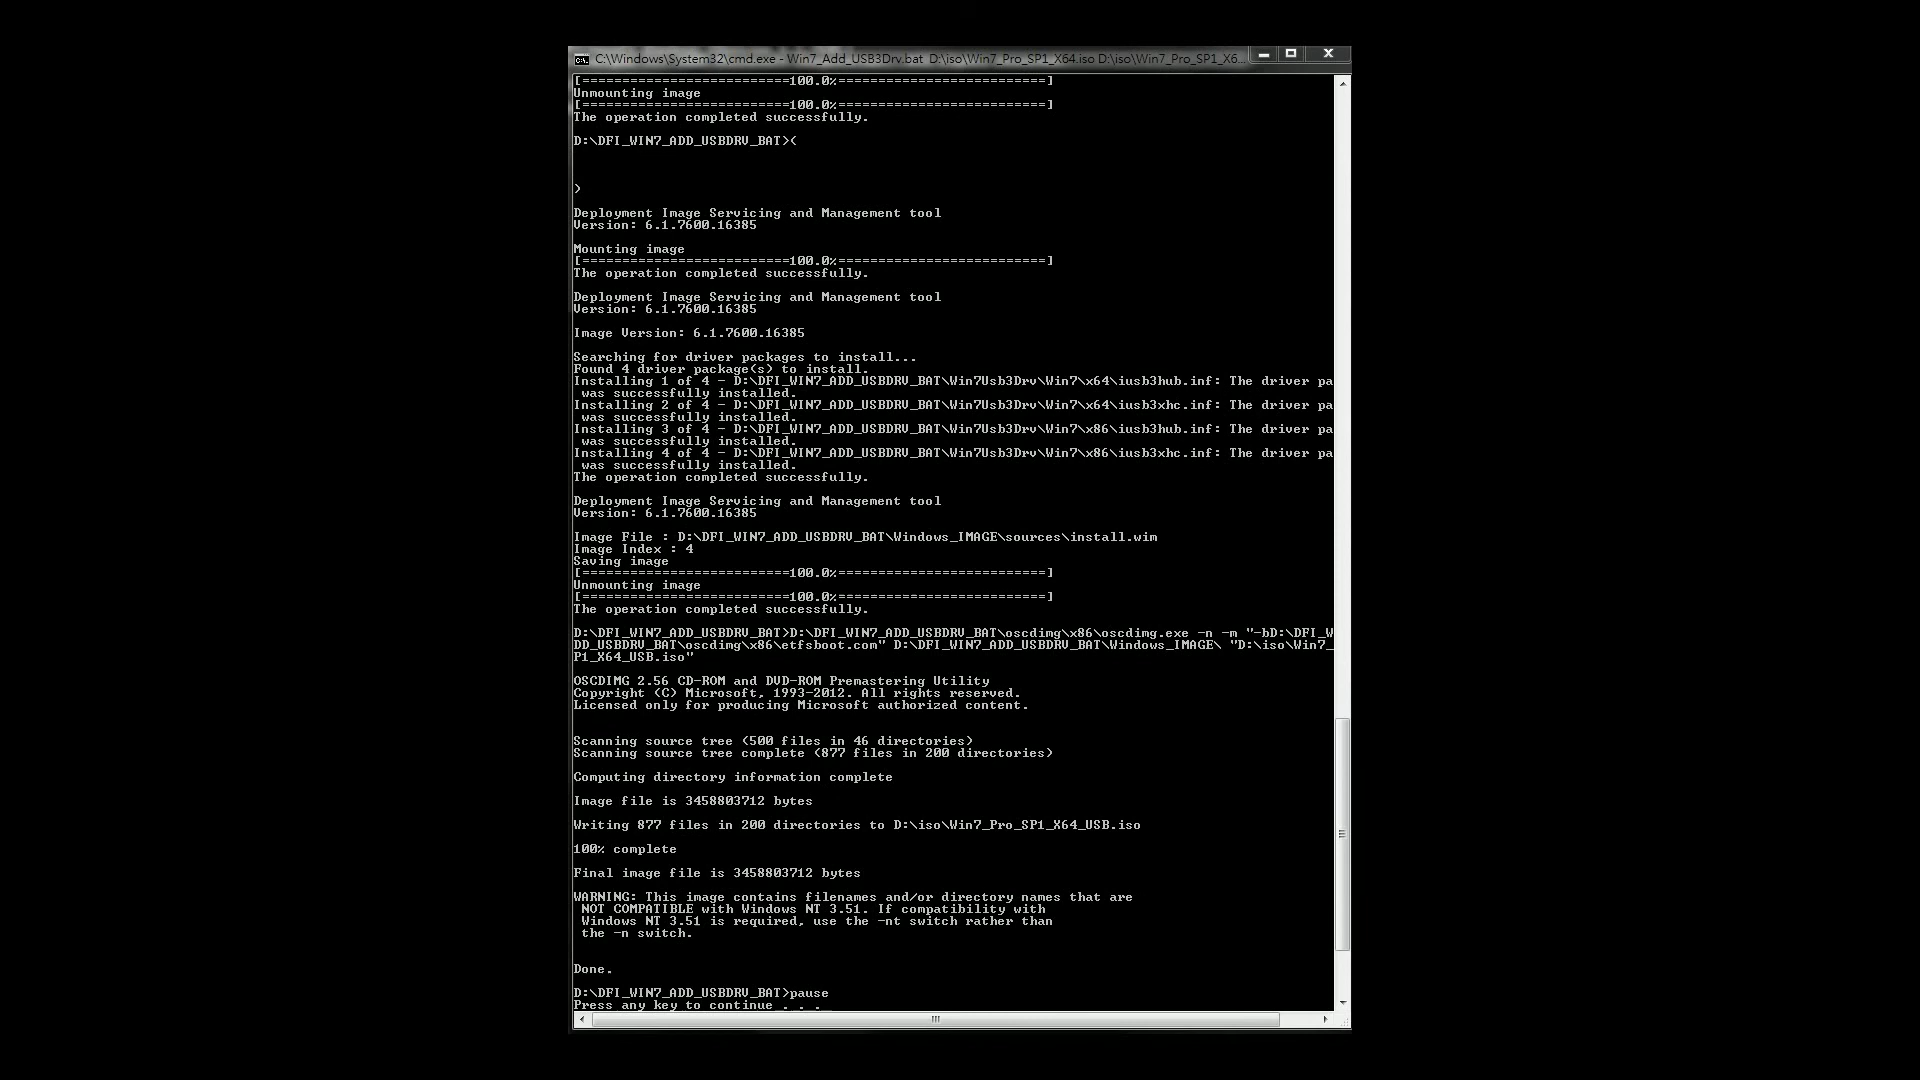 C:\Windows\System32\cmd.exe - Win7_Add_USB3Drv.bat D:\iso\Win7_Pro_SP1_X64.iso D:\iso\Win7_Pro_SP1_X6...
[==========================100.0%==========================]
Unmounting image
[==========================100.0%==========================]
The operation completed successfully.
D:\DFI_WIN7_ADD_USBDRV_BAT>(
)
Deployment Image Servicing and Management tool
Version: 6.1.7600.16385
Mounting image
[==========================100.0%==========================]
The operation completed successfully.
Deployment Image Servicing and Management tool
Version: 6.1.7600.16385
Image Version: 6.1.7600.16385
Searching for driver packages to install...
Found 4 driver package(s) to install.
Installing 1 of 4 - D:\DFI_WIN7_ADD_USBDRV_BAT\Win7Usb3Drv\Win7\x64\iusb3hub.inf: The driver pa
was successfully installed.
Installing 2 of 4 - D:\DFI_WIN7_ADD_USBDRV_BAT\Win7Usb3Drv\Win7\x64\iusb3xhc.inf: The driver pa
was successfully installed.
Installing 3 of 4 - D:\DFI_WIN7_ADD_USBDRV_BAT\Win7Usb3Drv\Win7\x86\iusb3hub.inf: The driver pa
was successfully installed.
Installing 4 of 4 - D:\DFI_WIN7_ADD_USBDRV_BAT\Win7Usb3Drv\Win7\x86\iusb3xhc.inf: The driver pa
was successfully installed.
The operation completed successfully.
Deployment Image Servicing and Management tool
Version: 6.1.7600.16385
Image File : D:\DFI_WIN7_ADD_USBDRV_BAT\Windows_IMAGE\sources\install.wim
Image Index : 4
Saving image
[==========================100.0%==========================]
Unmounting image
[==========================100.0%==========================]
The operation completed successfully.
D:\DFI_WIN7_ADD_USBDRV_BAT>D:\DFI_WIN7_ADD_USBDRV_BAT\oscdimg\x86\oscdimg.exe -n -m "-bD:\DFI_W
DD_USBDRV_BAT\oscdimg\x86\etfsboot.com" D:\DFI_WIN7_ADD_USBDRV_BAT\Windows_IMAGE\ "D:\iso\Win7_
P1_X64_USB.iso"
OSCDIMG 2.56 CD-ROM and DVD-ROM Premastering Utility
Copyright (C) Microsoft, 1993-2012. All rights reserved.
Licensed only for producing Microsoft authorized content.
Scanning source tree (500 files in 46 directories)
Scanning source tree complete (877 files in 200 directories)
Computing directory information complete
Image file is 3458803712 bytes
Writing 877 files in 200 directories to D:\iso\Win7_Pro_SP1_X64_USB.iso
100% complete
Final image file is 3458803712 bytes
WARNING: This image contains filenames and/or directory names that are
NOT COMPATIBLE with Windows NT 3.51. If compatibility with
Windows NT 3.51 is required, use the -nt switch rather than
the -n switch.
Done.
D:\DFI_WIN7_ADD_USBDRV_BAT>pause
Press any key to continue . . . _